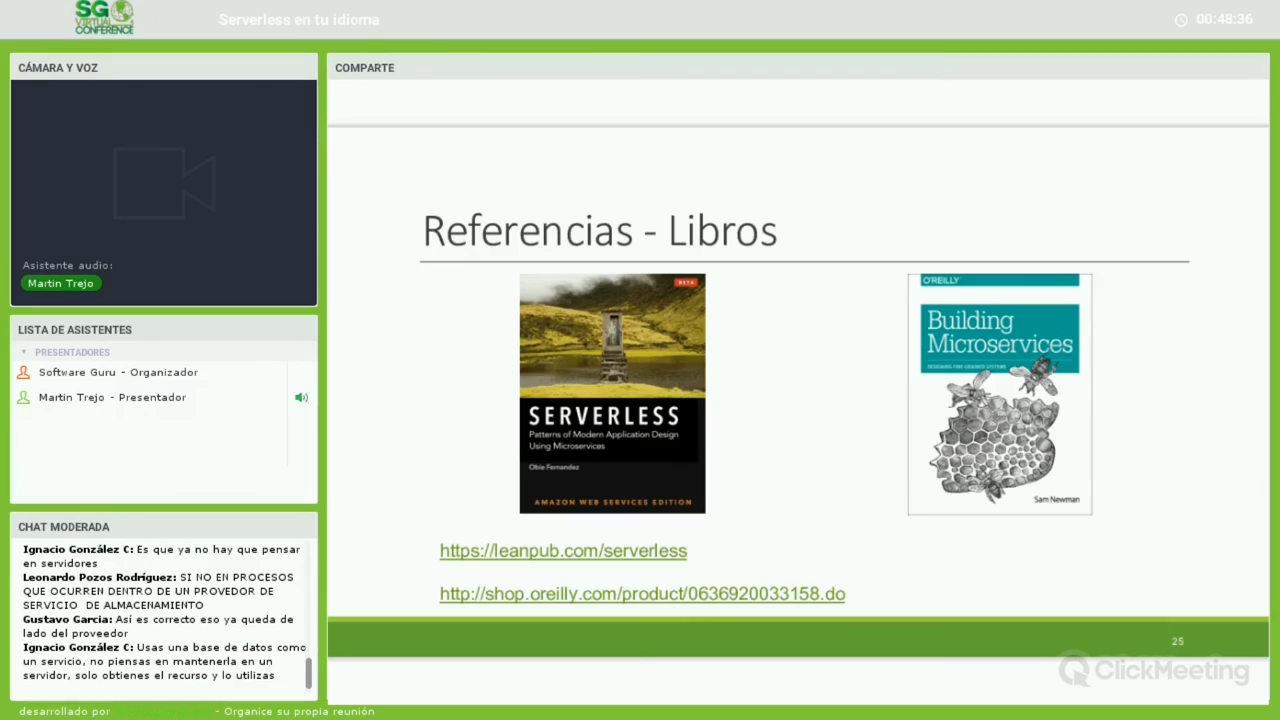 SG
VIRTUAL
CONFERENCE
Serverless en tu idioma
00:48:36
CÁMARA Y VOZ
Asistente audio:
Martin Trejo
LISTA DE ASISTENTES
PRESENTADORES
Software Guru - Organizador
Martin Trejo - Presentador
CHAT MODERADA
Ignacio González C: Es que ya no hay que pensar
en servidores
Leonardo Pozos Rodríguez: SI NO EN PROCESOS
QUE OCURREN DENTRO DE UN PROVEDOR DE
SERVICIO DE ALMACENAMIENTO
Gustavo Garcia: Así es correcto eso ya queda de
lado del proveedor
Ignacio González C: Usas una base de datos como
un servicio, no piensas en mantenerla en un
servidor, solo obtienes el recurso y lo utilizas
COMPARTE
Referencias - Libros
BETA
SERVERLESS
Patterns of Modern Application Design
Using Microservices
Obie Fernandez
AMAZON WEB SERVICES EDITION
O'REILLY
Building
Microservices
DESIGNING FINE-GRAINED SYSTEMS
Sam Newman
https://leanpub.com/serverless
http://shop.oreilly.com/product/0636920033158.do
25
ClickMeeting
desarrollado por
- Organice su propia reunión